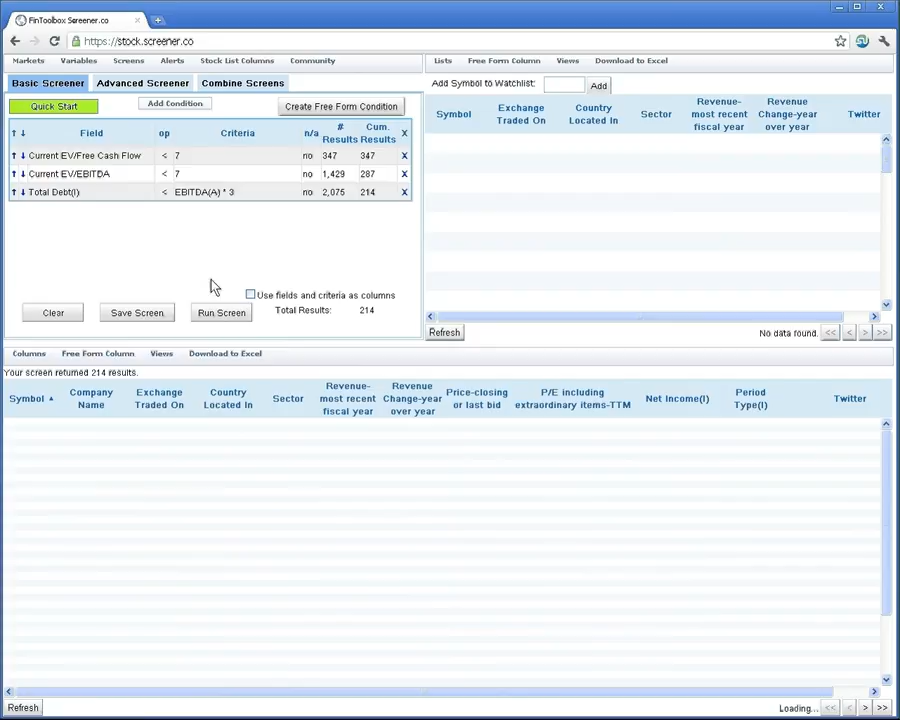 FinToolbox Screener.co
https://stock.screener.co
Markets Variables Screens Alerts Stock List Columns Community
Lists Free Form Column Views Download to Excel
Basic Screener Advanced Screener Combine Screens
Add Symbol to Watchlist: Add
Quick Start Add Condition Create Free Form Condition
Field op Criteria n/a # Results Cum. Results X
Current EV/Free Cash Flow < 7 no 347 347 X
Current EV/EBITDA < 7 no 1,429 287 X
Total Debt(I) < EBITDA(A) * 3 no 2,075 214 X
Symbol Exchange Traded On Country Located In Sector Revenue-most recent fiscal year Revenue Change-year over year Twitter
Use fields and criteria as columns
Clear Save Screen Run Screen Total Results: 214
Refresh No data found. << < > >>
Columns Free Form Column Views Download to Excel
Your screen returned 214 results.
Symbol Company Name Exchange Traded On Country Located In Sector Revenue-most recent fiscal year Revenue Change-year over year Price-closing or last bid P/E including extraordinary items-TTM Net Income(I) Period Type(I) Twitter
Refresh Loading... << < > >>